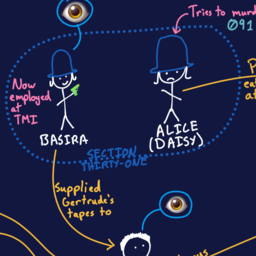 Tries to murd
091
Now
employed
at
TMI
BASIRA
ALICE
(DAISY)
SECTION
THIRTY-ONE
Supplied
Gertrude's
tapes to